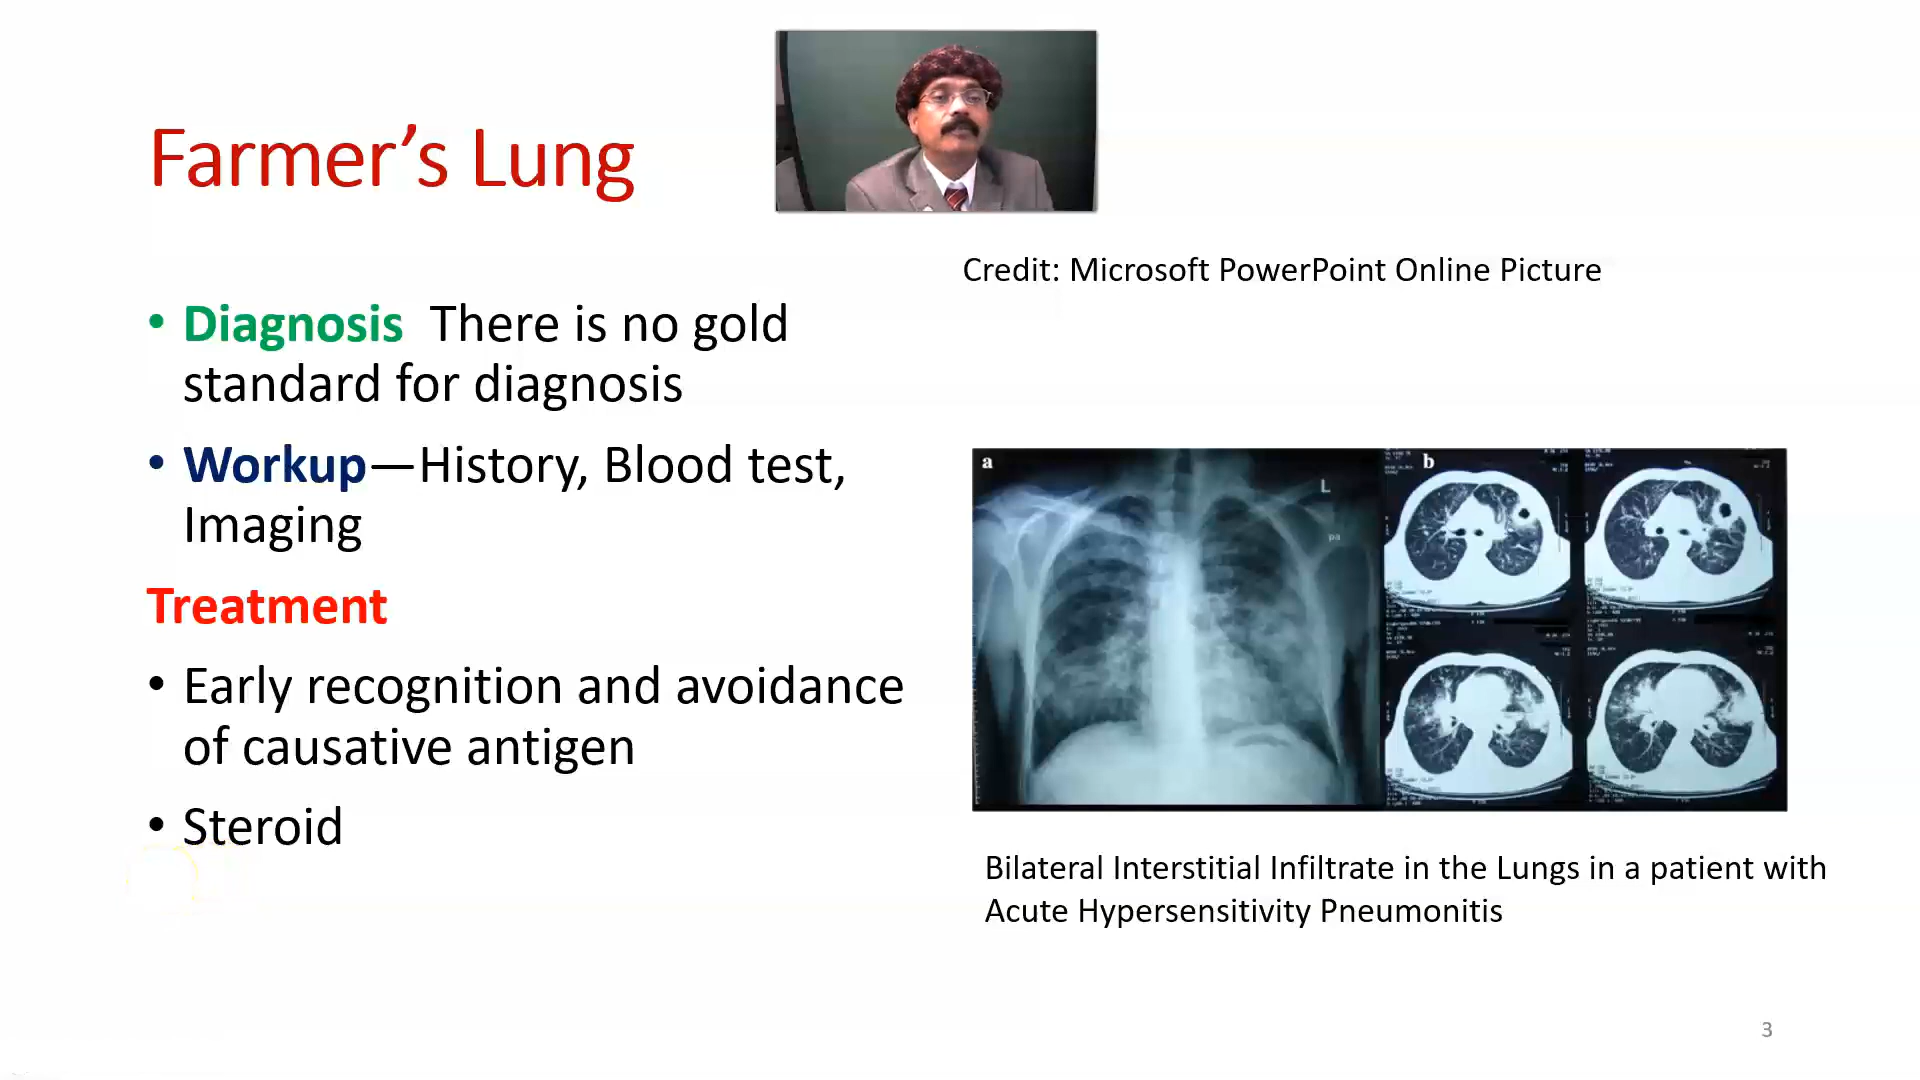 Farmer’s Lung
Credit: Microsoft PowerPoint Online Picture
• Diagnosis There is no gold
standard for diagnosis
• Workup—History, Blood test,
Imaging
Treatment
• Early recognition and avoidance
of causative antigen
• Steroid
a
L
pa
b
Bilateral Interstitial Infiltrate in the Lungs in a patient with
Acute Hypersensitivity Pneumonitis
3